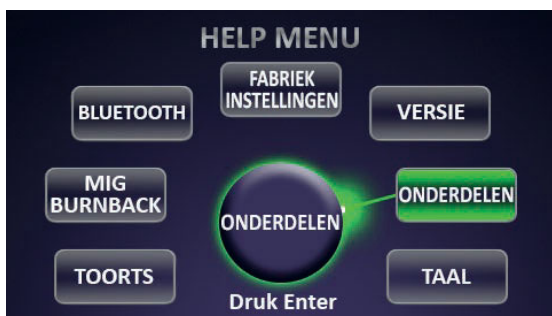 HELP MENU
FABRIEK
INSTELLINGEN
BLUETOOTH
VERSIE
MIG
BURNBACK
ONDERDELEN
ONDERDELEN
TOORTS
TAAL
Druk Enter